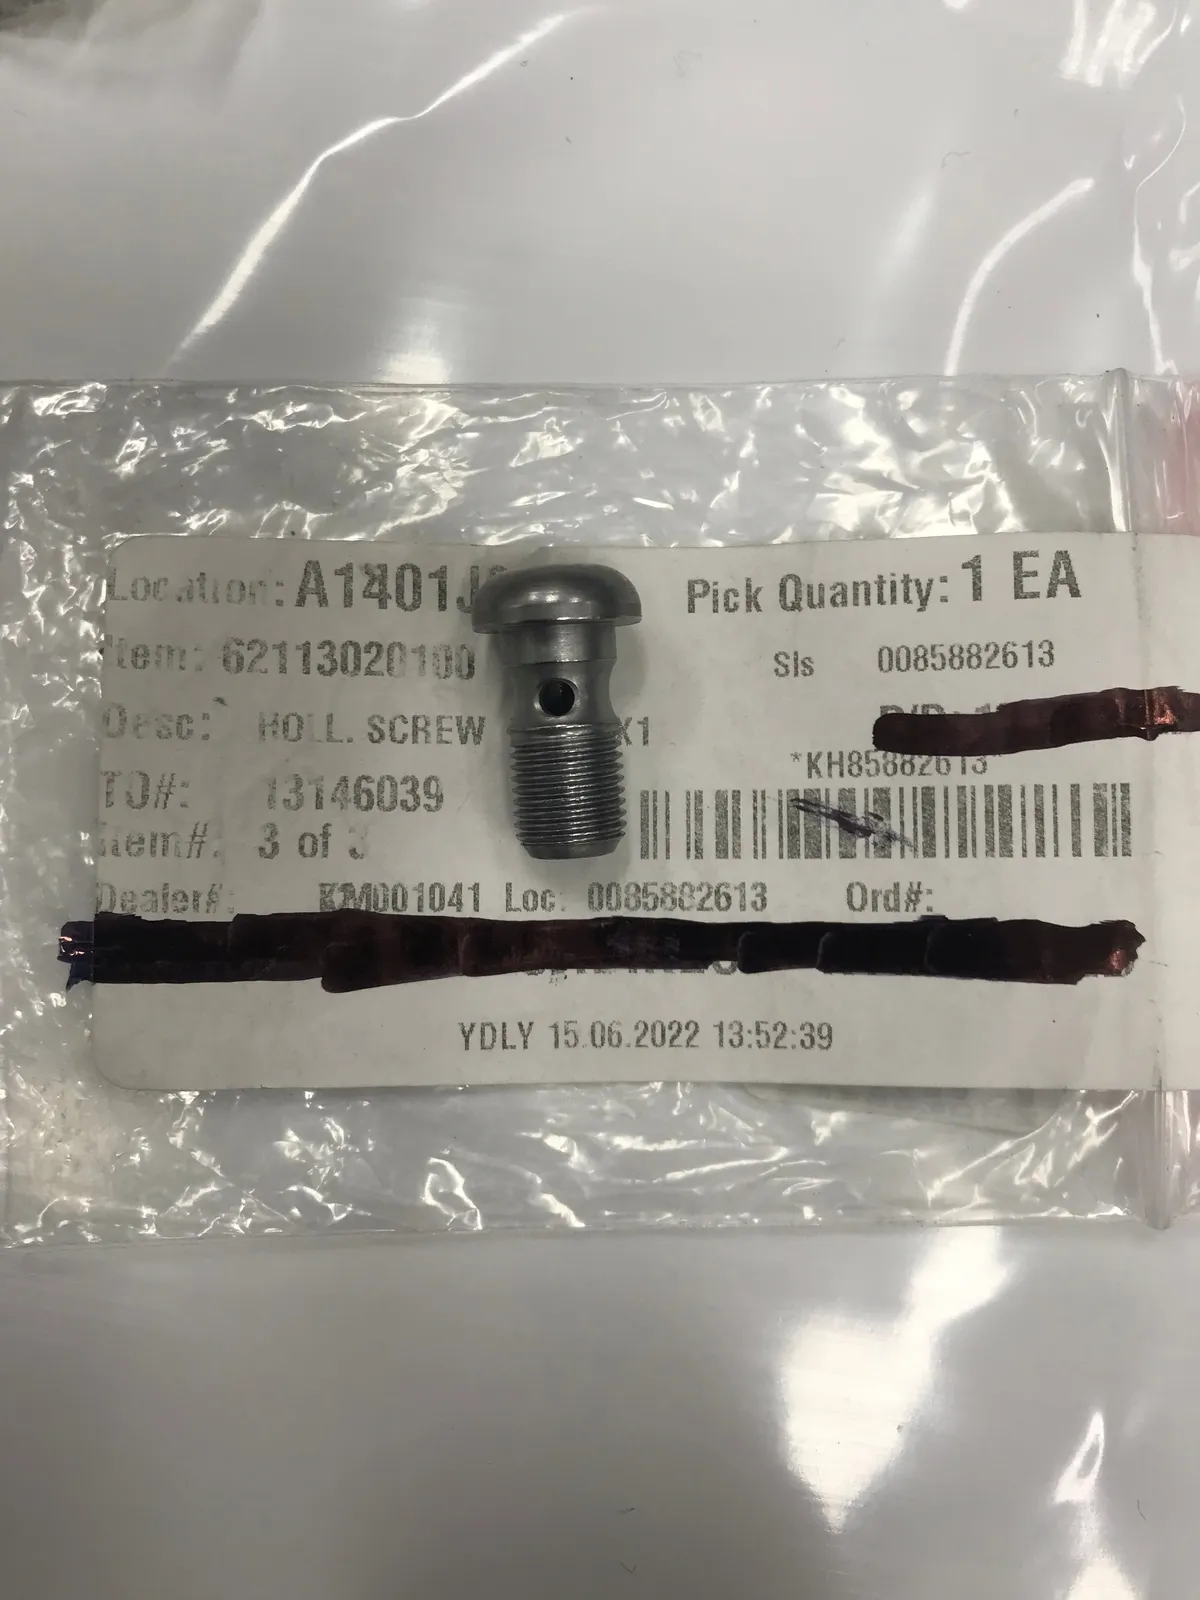 Location: A1401J
Pick Quantity: 1 EA
Item: 62113020100
Sls 0085882613
Desc: HOLL. SCREW X1
*KH85882613*
TO#: 13146039
Item#: 3 of 3
Dealer#: KM001041 Loc: 0085882613 Ord#:
YDLY 15.06.2022 13:52:39